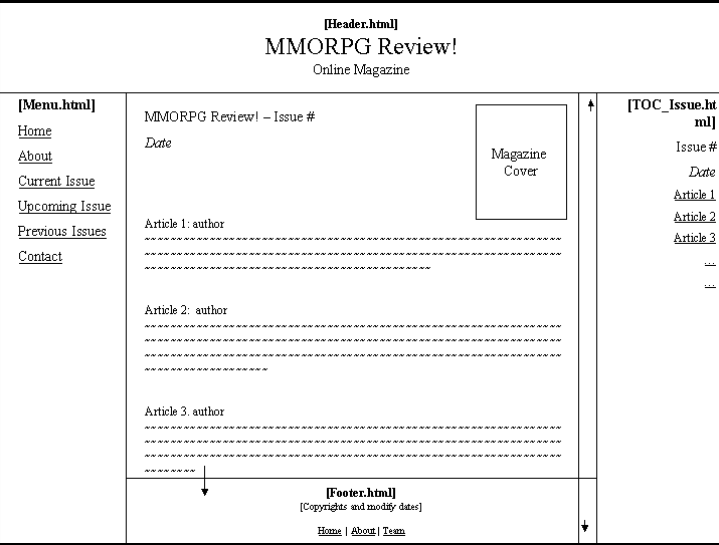 [Header.html]
MMORPG Review!
Online Magazine
[Menu.html]
Home
About
Current Issue
Upcoming Issue
Previous Issues
Contact
MMORPG Review! – Issue #
Date
Magazine
Cover
Article 1: author
Article 2: author
Article 3. author
[Footer.html]
[Copyrights and modify dates]
Home | About | Team
[TOC_Issue.ht
ml]
Issue #
Date
Article 1
Article 2
Article 3
...
...